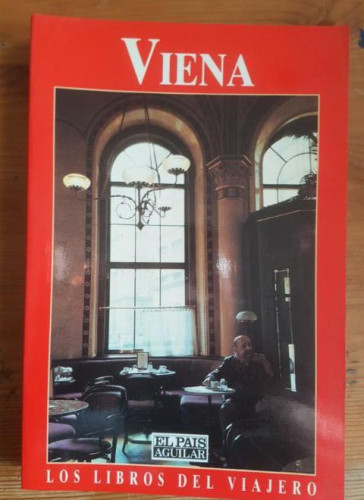 VIENA
EL PAIS
AGUILAR
LOS LIBROS DEL VIAJERO